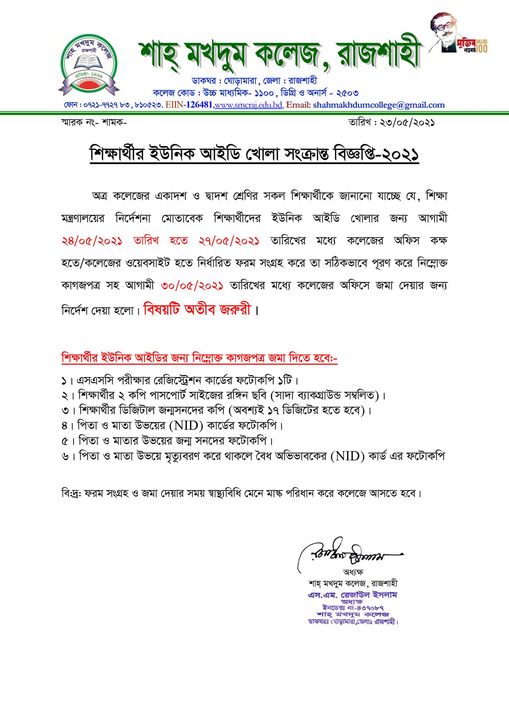 শাহ্ মখদুম কলেজ
শাহ্ মখদুম কলেজ, রাজশাহী
মুজিব
100
ডাকঘর : ঘোড়ামারা, জেলা : রাজশাহী
কলেজ কোড : উচ্চ মাধ্যমিক- ১১০০, ডিগ্রি ও অনার্স - ২৫০৩
ফোন : ০৭২১-৭৭২৭ ৮৩, ৮১০৫২৩. EIIN-126481,www.smcraj.edu.bd, Email: shahmakhdumcollege@gmail.com
স্মারক নং- শামক-
তারিখ : ২৩/০৫/২০২১
শিক্ষার্থীর ইউনিক আইডি খোলা সংক্রান্ত বিজ্ঞপ্তি-২০২১
অত্র কলেজের একাদশ ও দ্বাদশ শ্রেণির সকল শিক্ষার্থীকে জানানো যাচ্ছে যে, শিক্ষা
মন্ত্রণালয়ের নির্দেশনা মোতাবেক শিক্ষার্থীদের ইউনিক আইডি খোলার জন্য আগামী
২৪/০৫/২০২১ তারিখ হতে ২৭/০৫/২০২১ তারিখের মধ্যে কলেজের অফিস কক্ষ
হতে/কলেজের ওয়েবসাইট হতে নির্ধারিত ফরম সংগ্রহ করে তা সঠিকভাবে পূরণ করে নিম্নোক্ত
কাগজপত্র সহ আগামী ৩০/০৫/২০২১ তারিখের মধ্যে কলেজের অফিসে জমা দেয়ার জন্য
নির্দেশ দেয়া হলো। বিষয়টি অতীব জরুরী ।
শিক্ষার্থীর ইউনিক আইডির জন্য নিম্নোক্ত কাগজপত্র জমা দিতে হবে:-
১। এসএসসি পরীক্ষার রেজিস্ট্রেশন কার্ডের ফটোকপি ১টি।
২। শিক্ষার্থীর ২ কপি পাসপোর্ট সাইজের রঙ্গিন ছবি (সাদা ব্যাকগ্রাউন্ড সম্বলিত)।
৩। শিক্ষার্থীর ডিজিটাল জন্মসনদের কপি (অবশ্যই ১৭ ডিজিটের হতে হবে)।
৪। পিতা ও মাতা উভয়ের (NID) কার্ডের ফটোকপি।
৫। পিতা ও মাতার উভয়ের জন্ম সনদের ফটোকপি।
৬। পিতা ও মাতা উভয়ে মৃত্যুবরণ করে থাকলে বৈধ অভিভাবকের (NID) কার্ড এর ফটোকপি
বি:দ্র: ফরম সংগ্রহ ও জমা দেয়ার সময় স্বাস্থ্যবিধি মেনে মাস্ক পরিধান করে কলেজে আসতে হবে।
অধ্যক্ষ
শাহ্ মখদুম কলেজ, রাজশাহী
এস.এম. রেজাউল ইসলাম
অধ্যক্ষ
ইনডেক্স নং-৪৩৭০৮৭
শাহ্ মখদুম কলেজ
ডাকঘরঃ ঘোড়ামারা,জেলাঃ রাজশাহী।